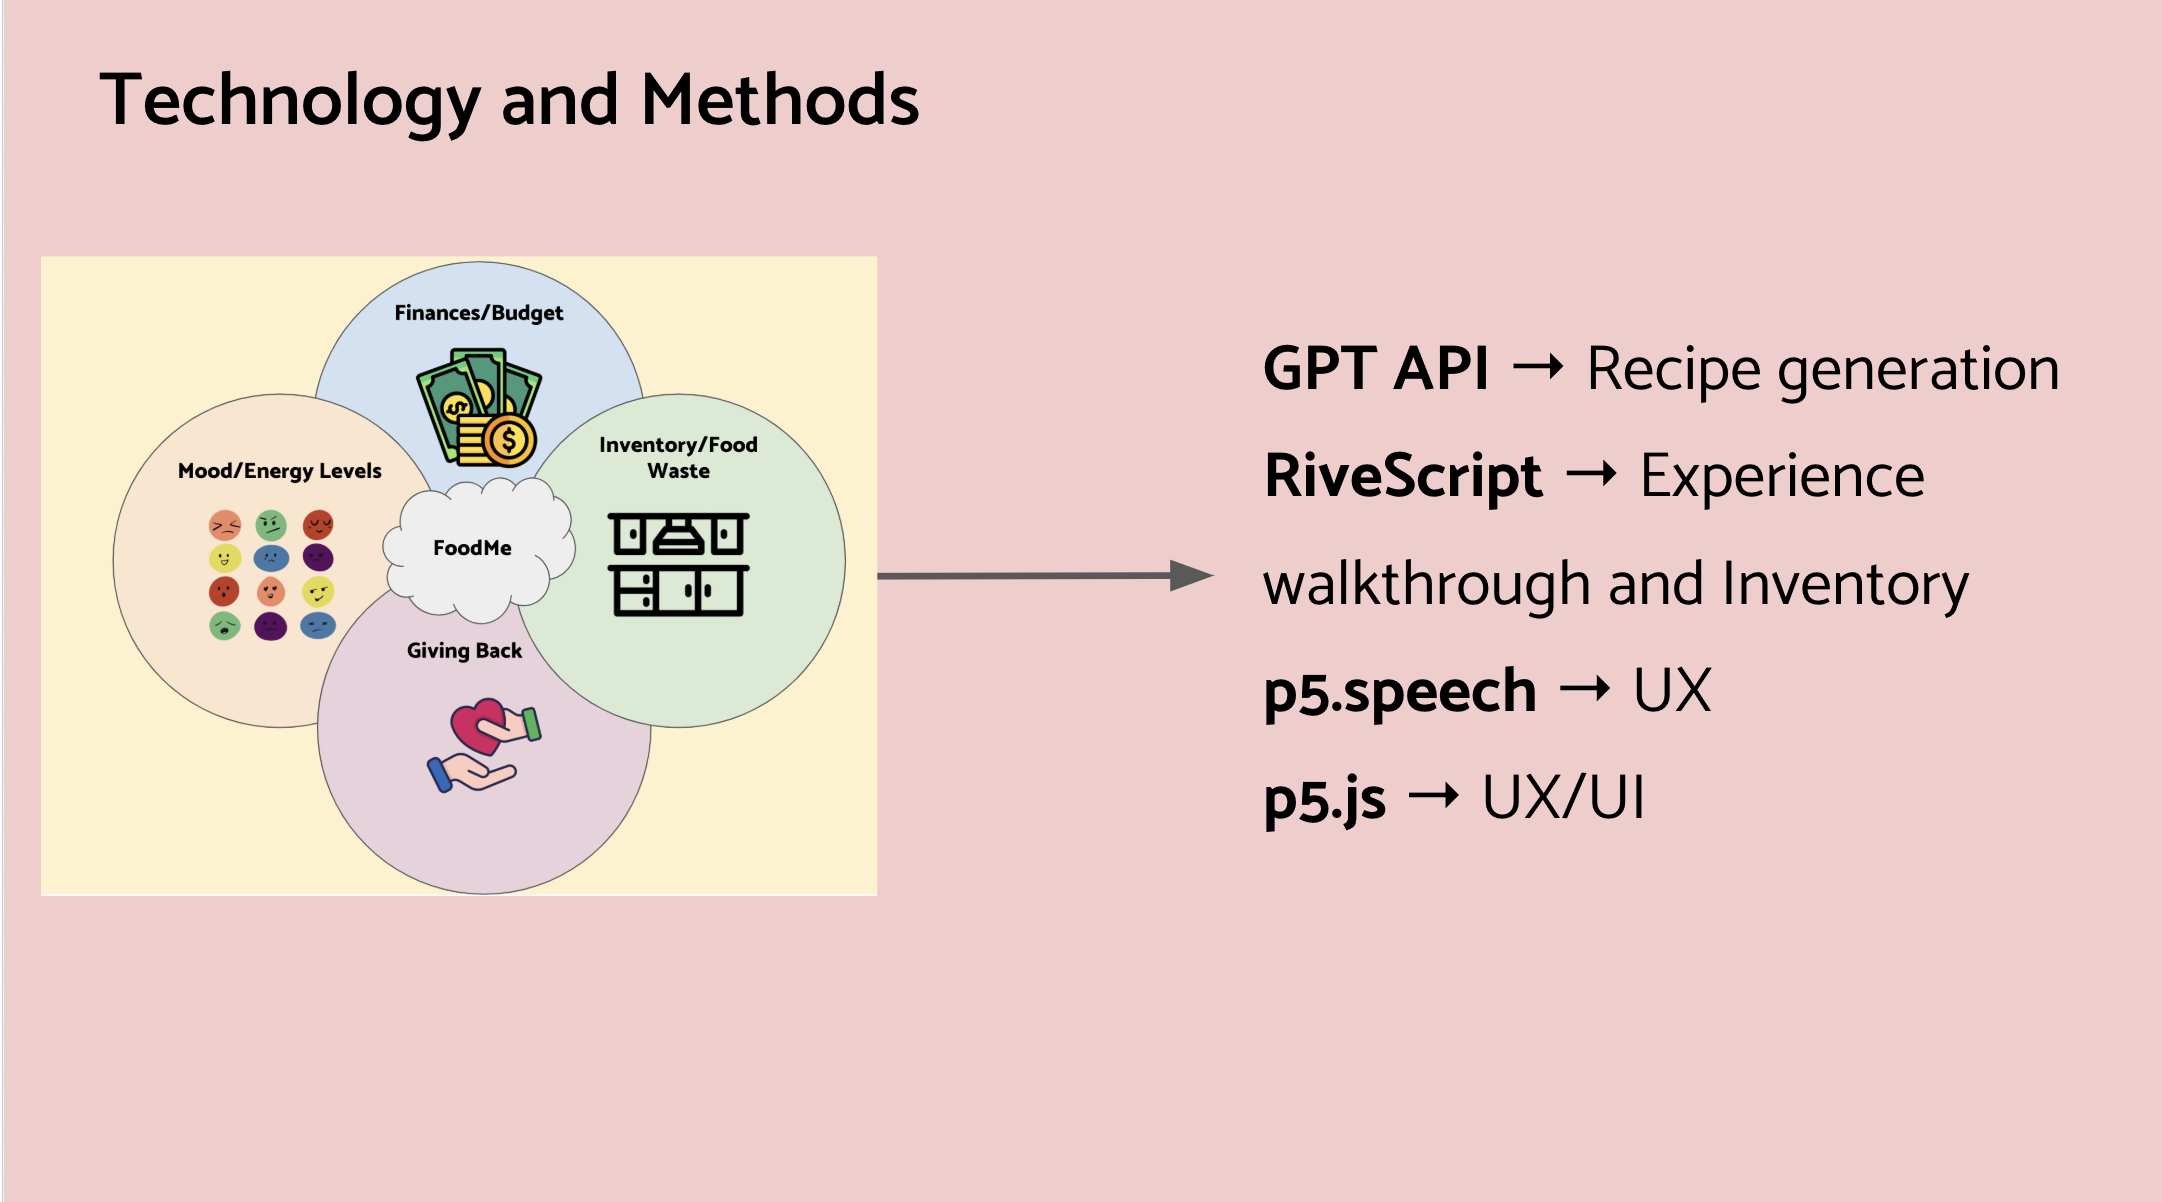 Technology and Methods
Finances/Budget
Mood/Energy Levels
Inventory/Food
Waste
FoodMe
Giving Back
GPT API → Recipe generation
RiveScript → Experience
walkthrough and Inventory
p5.speech → UX
p5.js → UX/UI